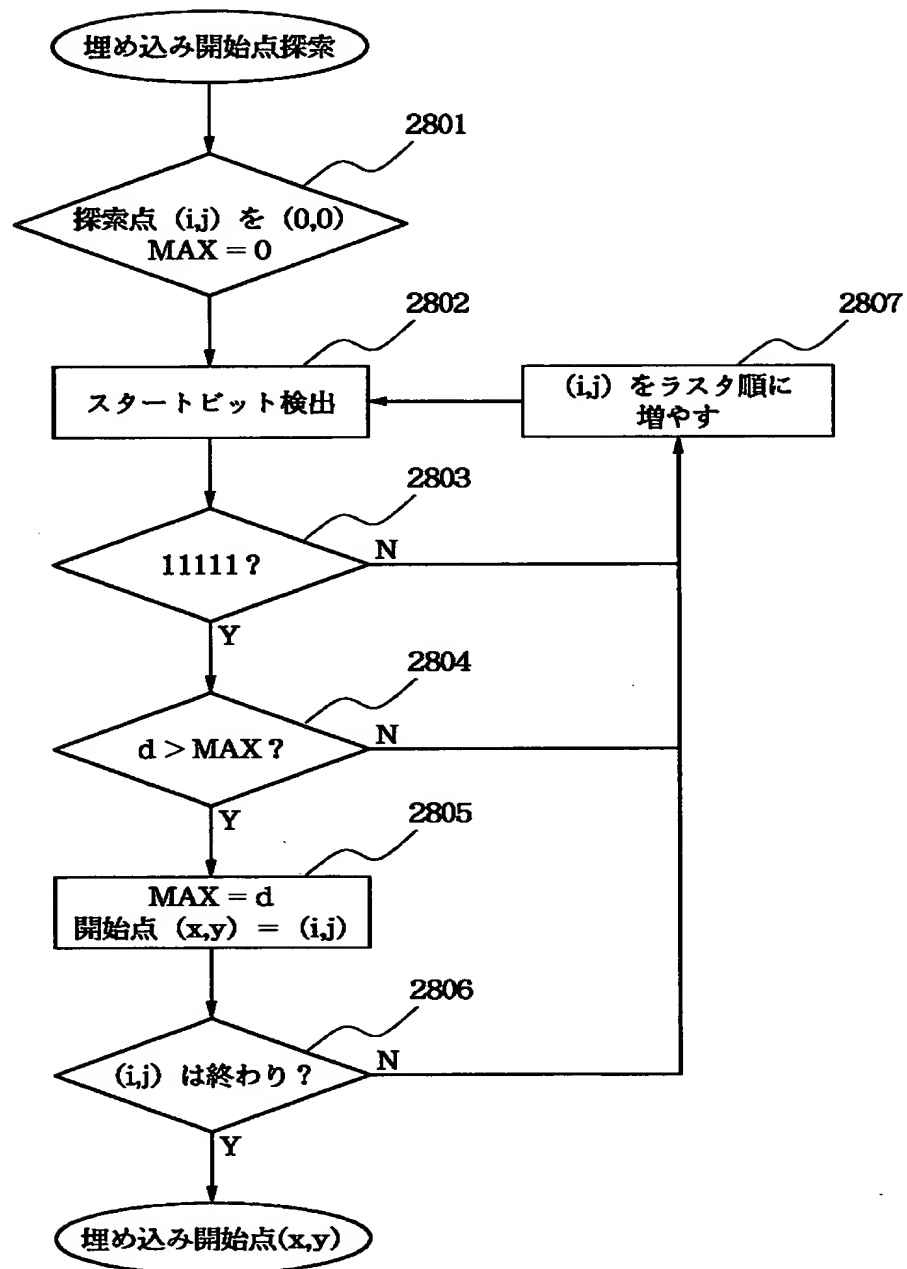 埋め込み開始点探索
2801
探索点 (i,j) を (0,0)
MAX = 0
2802
スタートビット検出
2807
(i,j) をラスタ順に
増やす
2803
11111?
N
Y
2804
d > MAX?
N
Y
2805
MAX = d
開始点 (x,y) = (i,j)
2806
(i,j) は終わり?
N
Y
埋め込み開始点(x,y)